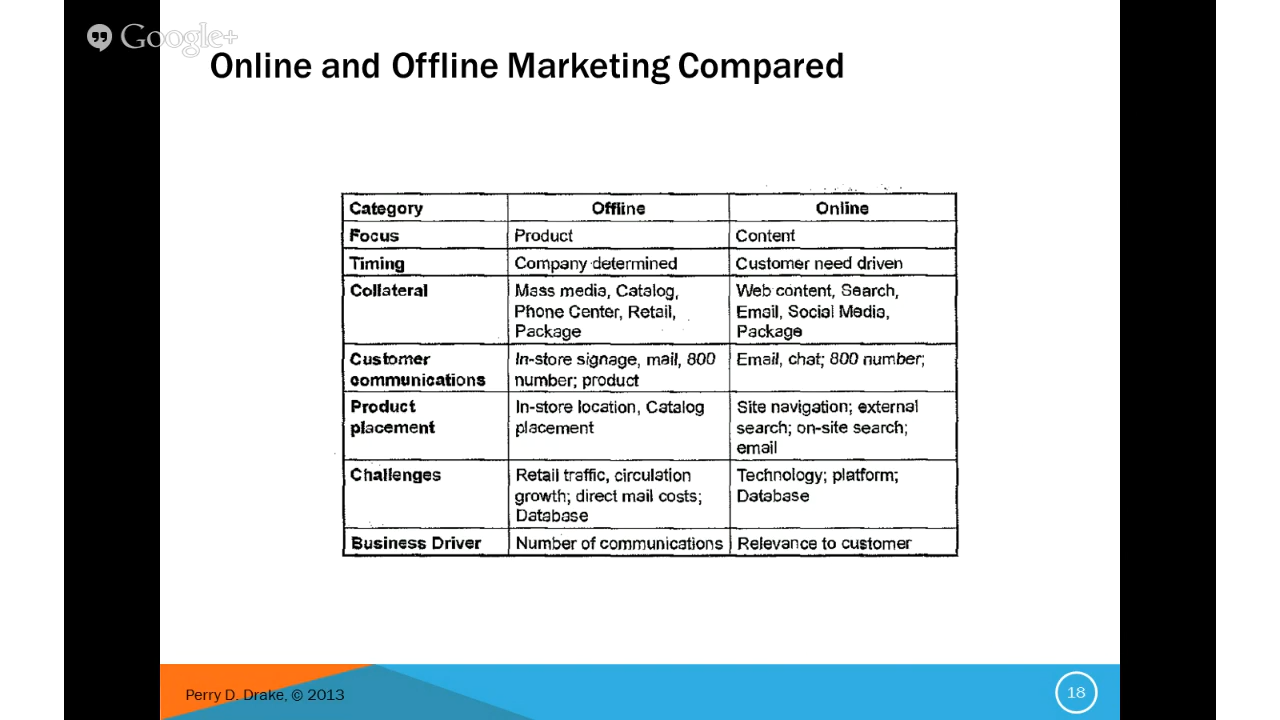 Google+
Online and Offline Marketing Compared
Category Offline Online
Focus Product Content
Timing Company determined Customer need driven
Collateral Mass media, Catalog, Web content, Search,
Phone Center, Retail, Email, Social Media,
Package Package
Customer In-store signage, mail, 800 Email, chat; 800 number;
communications number; product
Product In-store location, Catalog Site navigation; external
placement placement search; on-site search;
email
Challenges Retail traffic, circulation Technology; platform;
growth; direct mail costs; Database
Database
Business Driver Number of communications Relevance to customer
Perry D. Drake, © 2013
18